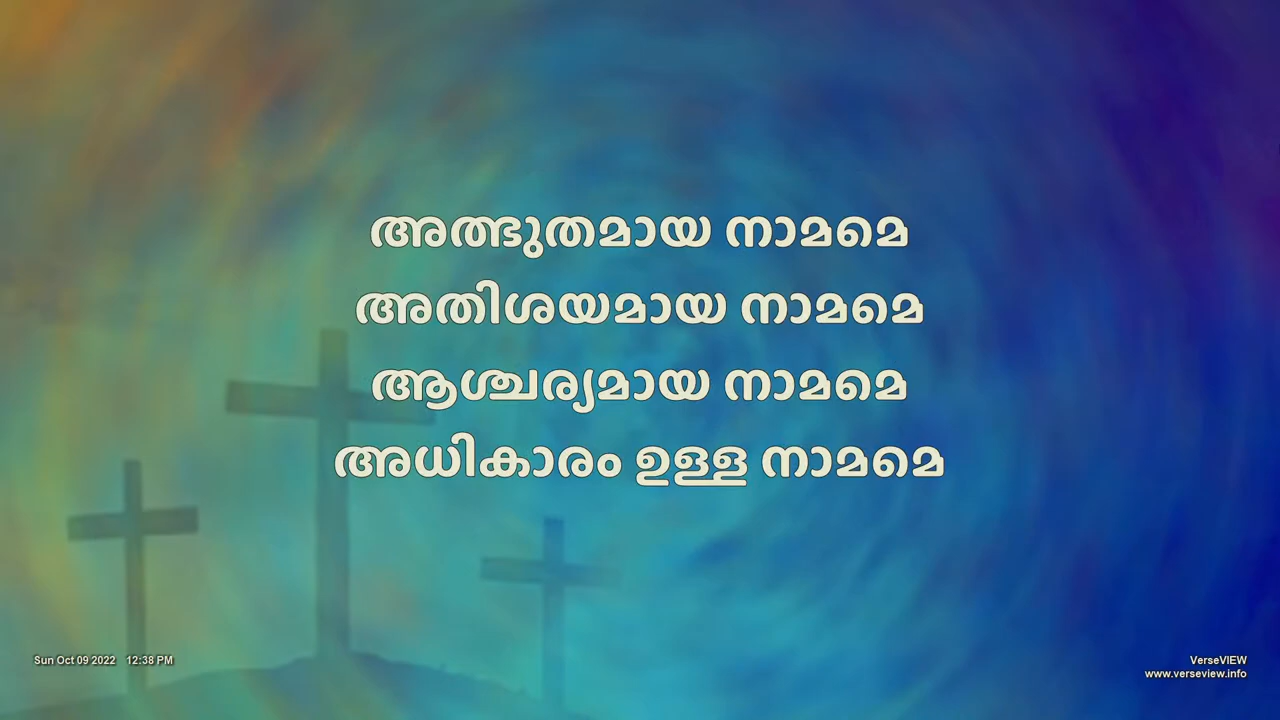 അത്ഭുതമായ നാമമെ
അതിശയമായ നാമമെ
ആശ്ചര്യമായ നാമമെ
അധികാരം ഉള്ള നാമമെ
Sun Oct 09 2022 12:38 PM
VerseVIEW
www.verseview.info